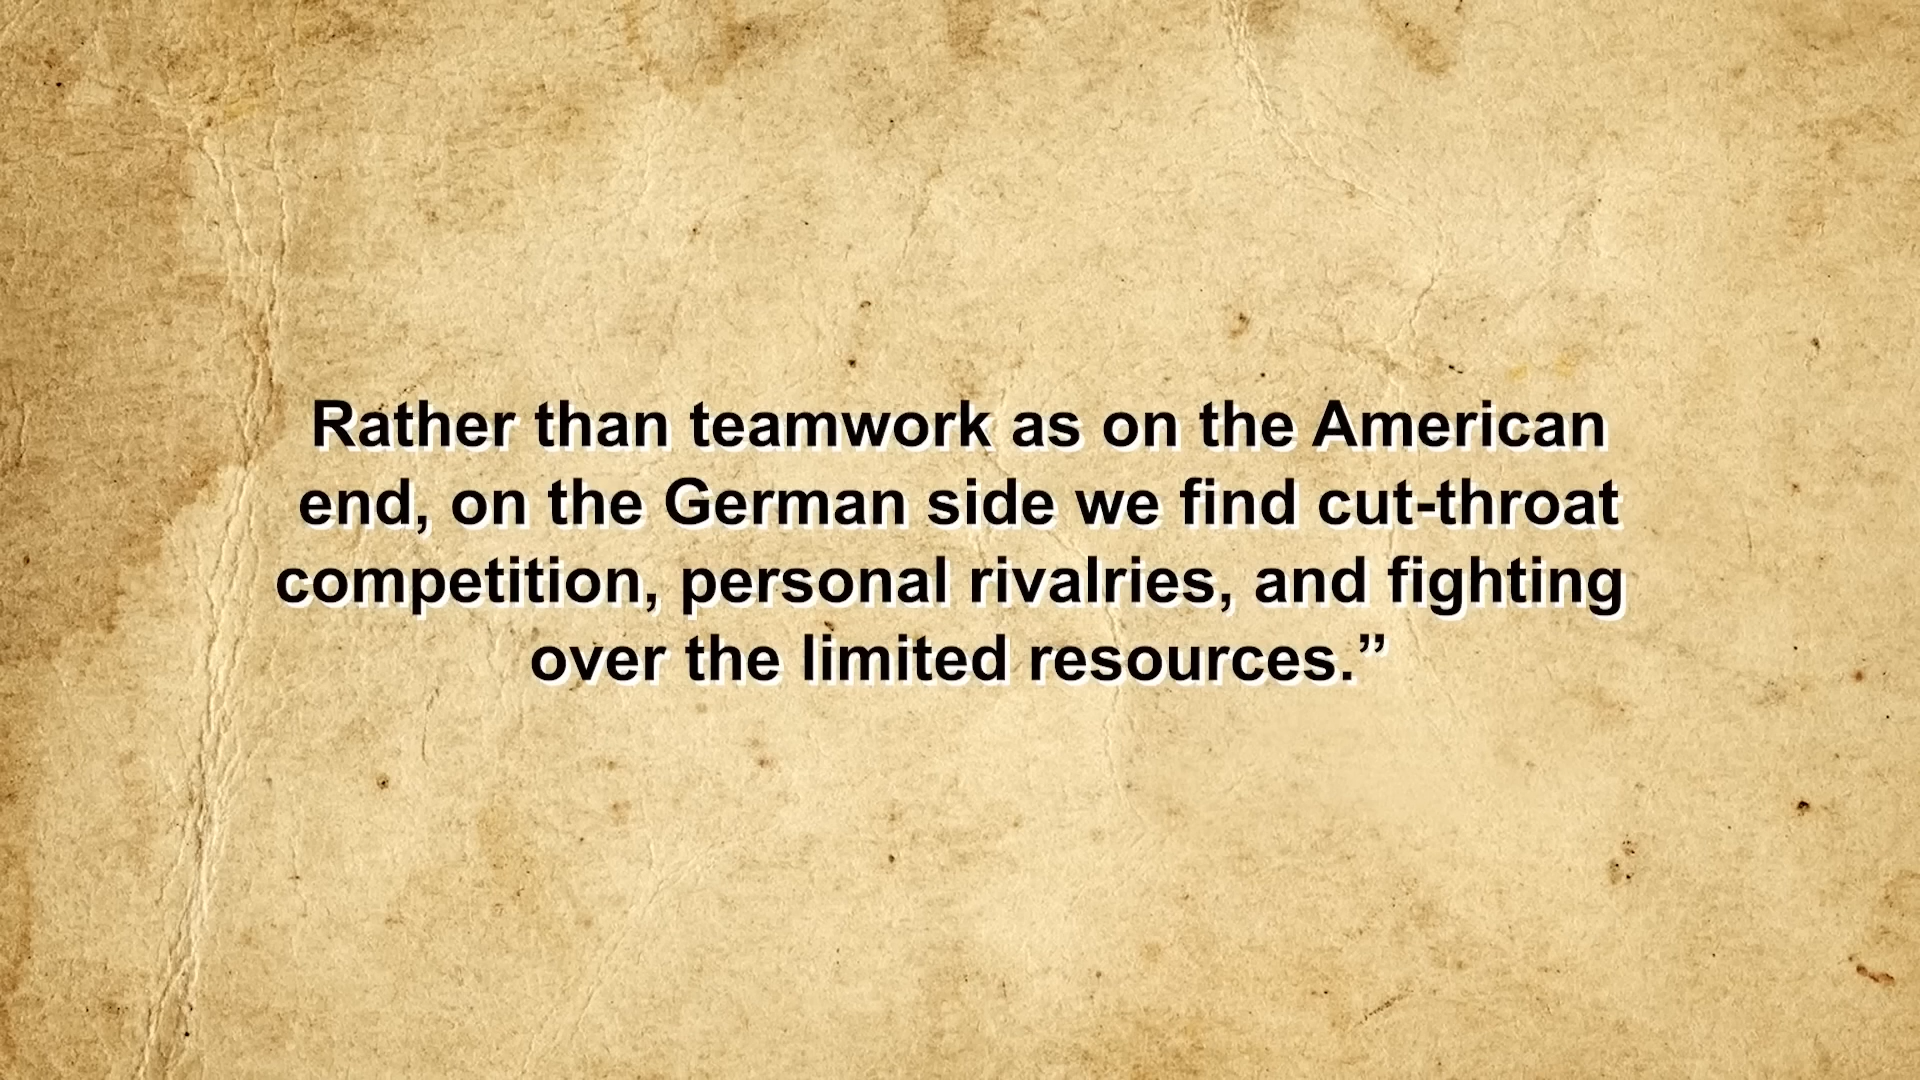 Rather than teamwork as on the American
end, on the German side we find cut-throat
competition, personal rivalries, and fighting
over the limited resources.”